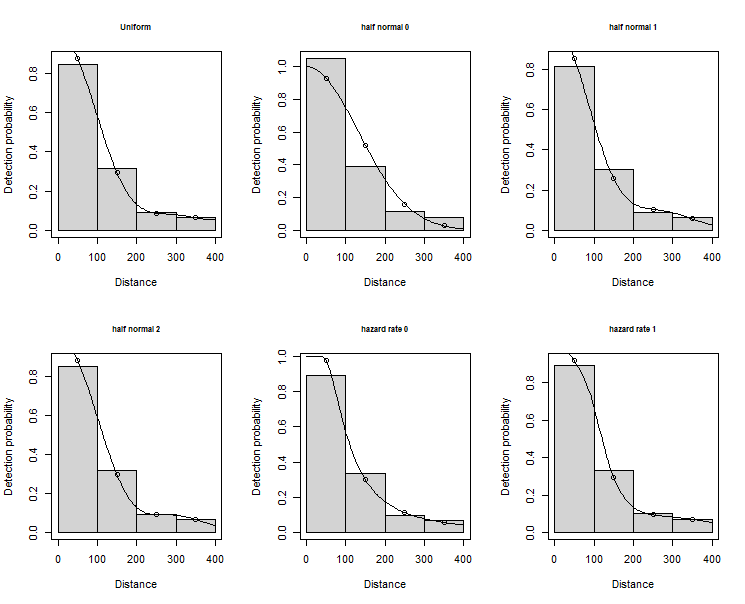 Uniform
Detection probability
0.0 0.2 0.4 0.6 0.8
0 100 200 300 400
Distance
half normal 0
Detection probability
0.0 0.2 0.4 0.6 0.8 1.0
0 100 200 300 400
Distance
half normal 1
Detection probability
0.0 0.2 0.4 0.6 0.8
0 100 200 300 400
Distance
half normal 2
Detection probability
0.0 0.2 0.4 0.6 0.8
0 100 200 300 400
Distance
hazard rate 0
Detection probability
0.0 0.2 0.4 0.6 0.8 1.0
0 100 200 300 400
Distance
hazard rate 1
Detection probability
0.0 0.2 0.4 0.6 0.8
0 100 200 300 400
Distance